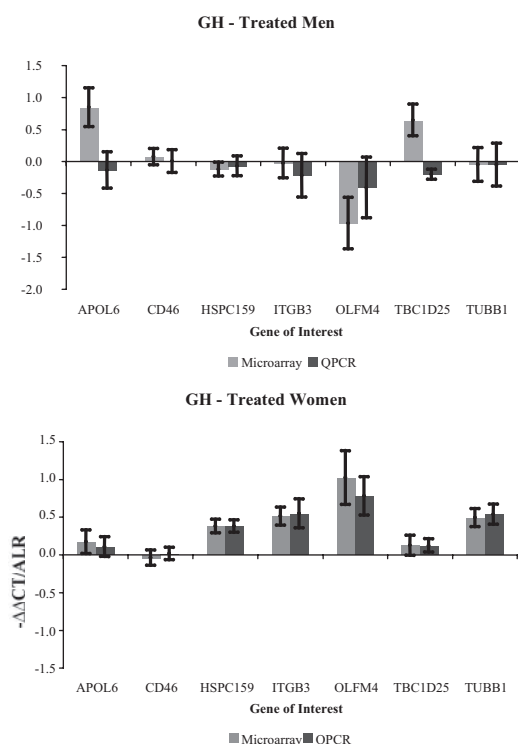 GH - Treated Men
1.5
1.0
0.5
0.0
-0.5
-1.0
-1.5
-2.0
APOL6 CD46 HSPC159 ITGB3 OLFM4 TBC1D25 TUBB1
Gene of Interest
Microarray QPCR
GH - Treated Women
-ΔΔCT/ALR
1.5
1.0
0.5
0.0
-0.5
-1.0
-1.5
APOL6 CD46 HSPC159 ITGB3 OLFM4 TBC1D25 TUBB1
Gene of Interest
Microarray QPCR